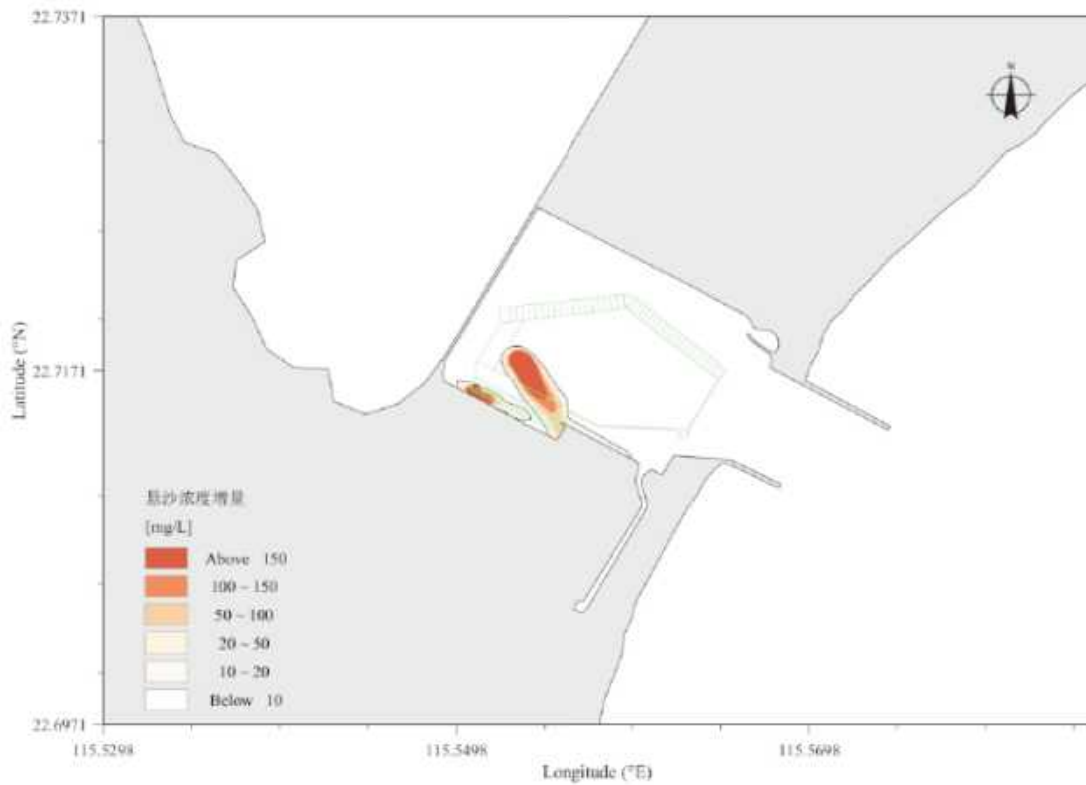 22.7371
N
Latitude (°N)
22.7171
悬沙浓度增量
[mg/L]
Above 150
100 ~ 150
50 ~ 100
20 ~ 50
10 ~ 20
Below 10
22.6971
115.5298
115.5498
115.5698
Longitude (°E)